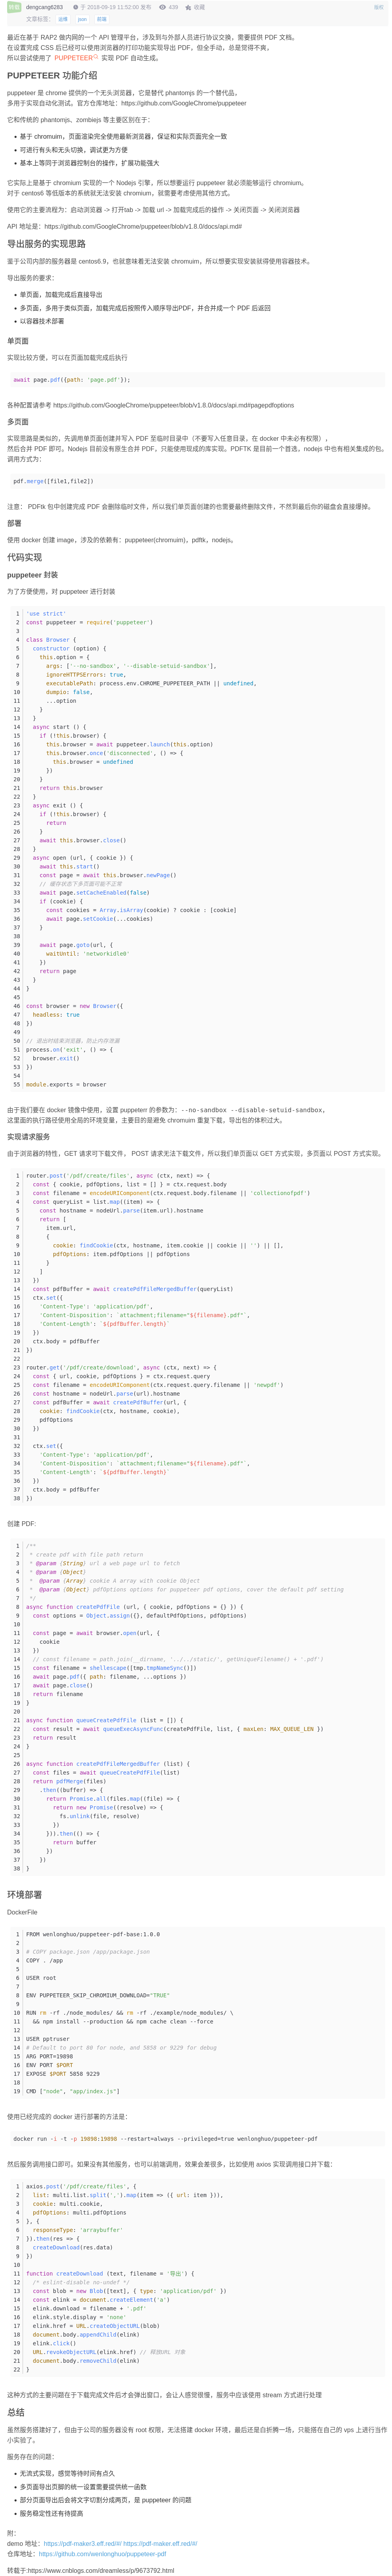 转载 dengcang6283 于 2018-09-19 11:52:00 发布 439 收藏 版权
文章标签： 运维 json 前端
最近在基于 RAP2 做内网的一个 API 管理平台，涉及到与外部人员进行协议交换，需要提供 PDF 文档。
在设置完成 CSS 后已经可以使用浏览器的打印功能实现导出 PDF，但全手动，总是觉得不爽，
所以尝试使用了 PUPPETEER 实现 PDF 自动生成。
PUPPETEER 功能介绍
puppeteer 是 chrome 提供的一个无头浏览器，它是替代 phantomjs 的一个替代品，
多用于实现自动化测试。官方仓库地址：https://github.com/GoogleChrome/puppeteer
它和传统的 phantomjs、zombiejs 等主要区别在于：
基于 chromuim，页面渲染完全使用最新浏览器，保证和实际页面完全一致
可进行有头和无头切换，调试更为方便
基本上等同于浏览器控制台的操作，扩展功能强大
它实际上是基于 chromium 实现的一个 Nodejs 引擎，所以想要运行 puppeteer 就必须能够运行 chromium。
对于 centos6 等低版本的系统就无法安装 chromium，就需要考虑使用其他方式。
使用它的主要流程为：启动浏览器 -> 打开tab -> 加载 url -> 加载完成后的操作 -> 关闭页面 -> 关闭浏览器
API 地址是：https://github.com/GoogleChrome/puppeteer/blob/v1.8.0/docs/api.md#
导出服务的实现思路
鉴于公司内部的服务器是 centos6.9，也就意味着无法安装 chromuim，所以想要实现安装就得使用容器技术。
导出服务的要求：
单页面，加载完成后直接导出
多页面，多用于类似页面，加载完成后按照传入顺序导出PDF，并合并成一个 PDF 后返回
以容器技术部署
单页面
实现比较方便，可以在页面加载完成后执行
await page.pdf({path: 'page.pdf'});
各种配置请参考 https://github.com/GoogleChrome/puppeteer/blob/v1.8.0/docs/api.md#pagepdfoptions
多页面
实现思路是类似的，先调用单页面创建并写入 PDF 至临时目录中（不要写入任意目录，在 docker 中未必有权限），
然后合并 PDF 即可。Nodejs 目前没有原生合并 PDF，只能使用现成的库实现。PDFTK 是目前一个首选，nodejs 中也有相关集成的包。
调用方式为：
pdf.merge([file1,file2])
注意： PDFtk 包中创建完成 PDF 会删除临时文件，所以我们单页面创建的也需要最终删除文件，不然到最后你的磁盘会直接爆掉。
部署
使用 docker 创建 image，涉及的依赖有：puppeteer(chromuim)，pdftk，nodejs。
代码实现
puppeteer 封装
为了方便使用，对 puppeteer 进行封装
1 'use strict'
2 const puppeteer = require('puppeteer')
3
4 class Browser {
5 constructor (option) {
6 this.option = {
7 args: ['--no-sandbox', '--disable-setuid-sandbox'],
8 ignoreHTTPSErrors: true,
9 executablePath: process.env.CHROME_PUPPETEER_PATH || undefined,
10 dumpio: false,
11 ...option
12 }
13 }
14 async start () {
15 if (!this.browser) {
16 this.browser = await puppeteer.launch(this.option)
17 this.browser.once('disconnected', () => {
18 this.browser = undefined
19 })
20 }
21 return this.browser
22 }
23 async exit () {
24 if (!this.browser) {
25 return
26 }
27 await this.browser.close()
28 }
29 async open (url, { cookie }) {
30 await this.start()
31 const page = await this.browser.newPage()
32 // 缓存状态下多页面可能不正常
33 await page.setCacheEnabled(false)
34 if (cookie) {
35 const cookies = Array.isArray(cookie) ? cookie : [cookie]
36 await page.setCookie(...cookies)
37 }
38
39 await page.goto(url, {
40 waitUntil: 'networkidle0'
41 })
42 return page
43 }
44 }
45
46 const browser = new Browser({
47 headless: true
48 })
49
50 // 退出时结束浏览器，防止内存泄漏
51 process.on('exit', () => {
52 browser.exit()
53 })
54
55 module.exports = browser
由于我们要在 docker 镜像中使用，设置 puppeteer 的参数为：--no-sandbox --disable-setuid-sandbox，
这里面的执行路径使用全局的环境变量，主要目的是避免 chromuim 重复下载，导出包的体积过大。
实现请求服务
由于浏览器的特性，GET 请求可下载文件， POST 请求无法下载文件，所以我们单页面以 GET 方式实现，多页面以 POST 方式实现。
1 router.post('/pdf/create/files', async (ctx, next) => {
2 const { cookie, pdfOptions, list = [] } = ctx.request.body
3 const filename = encodeURIComponent(ctx.request.body.filename || 'collectionofpdf')
4 const queryList = list.map((item) => {
5 const hostname = nodeUrl.parse(item.url).hostname
6 return [
7 item.url,
8 {
9 cookie: findCookie(ctx, hostname, item.cookie || cookie || '') || [],
10 pdfOptions: item.pdfOptions || pdfOptions
11 }
12 ]
13 })
14 const pdfBuffer = await createPdfFileMergedBuffer(queryList)
15 ctx.set({
16 'Content-Type': 'application/pdf',
17 'Content-Disposition': `attachment;filename="${filename}.pdf"`,
18 'Content-Length': `${pdfBuffer.length}`
19 })
20 ctx.body = pdfBuffer
21 })
22
23 router.get('/pdf/create/download', async (ctx, next) => {
24 const { url, cookie, pdfOptions } = ctx.request.query
25 const filename = encodeURIComponent(ctx.request.query.filename || 'newpdf')
26 const hostname = nodeUrl.parse(url).hostname
27 const pdfBuffer = await createPdfBuffer(url, {
28 cookie: findCookie(ctx, hostname, cookie),
29 pdfOptions
30 })
31
32 ctx.set({
33 'Content-Type': 'application/pdf',
34 'Content-Disposition': `attachment;filename="${filename}.pdf"`,
35 'Content-Length': `${pdfBuffer.length}`
36 })
37 ctx.body = pdfBuffer
38 })
创建 PDF:
1 /**
2 * create pdf with file path return
3 * @param {String} url a web page url to fetch
4 * @param {Object}
5 * @param {Array} cookie A array with cookie Object
6 * @param {Object} pdfOptions options for puppeteer pdf options, cover the default pdf setting
7 */
8 async function createPdfFile (url, { cookie, pdfOptions = {} }) {
9 const options = Object.assign({}, defaultPdfOptions, pdfOptions)
10
11 const page = await browser.open(url, {
12 cookie
13 })
14 // const filename = path.join(__dirname, '../../static/', getUniqueFilename() + '.pdf')
15 const filename = shellescape([tmp.tmpNameSync()])
16 await page.pdf({ path: filename, ...options })
17 await page.close()
18 return filename
19 }
20
21 async function queueCreatePdfFile (list = []) {
22 const result = await queueExecAsyncFunc(createPdfFile, list, { maxLen: MAX_QUEUE_LEN })
23 return result
24 }
25
26 async function createPdfFileMergedBuffer (list) {
27 const files = await queueCreatePdfFile(list)
28 return pdfMerge(files)
29 .then((buffer) => {
30 return Promise.all(files.map((file) => {
31 return new Promise((resolve) => {
32 fs.unlink(file, resolve)
33 })
34 })).then(() => {
35 return buffer
36 })
37 })
38 }
环境部署
DockerFile
1 FROM wenlonghuo/puppeteer-pdf-base:1.0.0
2
3 # COPY package.json /app/package.json
4 COPY . /app
5
6 USER root
7
8 ENV PUPPETEER_SKIP_CHROMIUM_DOWNLOAD="TRUE"
9
10 RUN rm -rf ./node_modules/ && rm -rf ./example/node_modules/ \
11 && npm install --production && npm cache clean --force
12
13 USER pptruser
14 # Default to port 80 for node, and 5858 or 9229 for debug
15 ARG PORT=19898
16 ENV PORT $PORT
17 EXPOSE $PORT 5858 9229
18
19 CMD ["node", "app/index.js"]
使用已经完成的 docker 进行部署的方法是：
docker run -i -t -p 19898:19898 --restart=always --privileged=true wenlonghuo/puppeteer-pdf
然后服务调用接口即可。如果没有其他服务，也可以前端调用，效果会差很多，比如使用 axios 实现调用接口并下载：
1 axios.post('/pdf/create/files', {
2 list: multi.list.split(',').map(item => ({ url: item })),
3 cookie: multi.cookie,
4 pdfOptions: multi.pdfOptions
5 }, {
6 responseType: 'arraybuffer'
7 }).then(res => {
8 createDownload(res.data)
9 })
10
11 function createDownload (text, filename = '导出') {
12 /* eslint-disable no-undef */
13 const blob = new Blob([text], { type: 'application/pdf' })
14 const elink = document.createElement('a')
15 elink.download = filename + '.pdf'
16 elink.style.display = 'none'
17 elink.href = URL.createObjectURL(blob)
18 document.body.appendChild(elink)
19 elink.click()
20 URL.revokeObjectURL(elink.href) // 释放URL 对象
21 document.body.removeChild(elink)
22 }
这种方式的主要问题在于下载完成文件后才会弹出窗口，会让人感觉很慢，服务中应该使用 stream 方式进行处理
总结
虽然服务搭建好了，但由于公司的服务器没有 root 权限，无法搭建 docker 环境，最后还是白折腾一场，只能搭在自己的 vps 上进行当作
小实验了。
服务存在的问题：
无流式实现，感觉等待时间有点久
多页面导出页脚的统一设置需要提供统一函数
部分页面导出后会将文字切割分成两页，是 puppeteer 的问题
服务稳定性还有待提高
附：
demo 地址：https://pdf-maker3.eff.red/#/ https://pdf-maker.eff.red/#/
仓库地址：https://github.com/wenlonghuo/puppeteer-pdf
转载于:https://www.cnblogs.com/dreamless/p/9673792.html